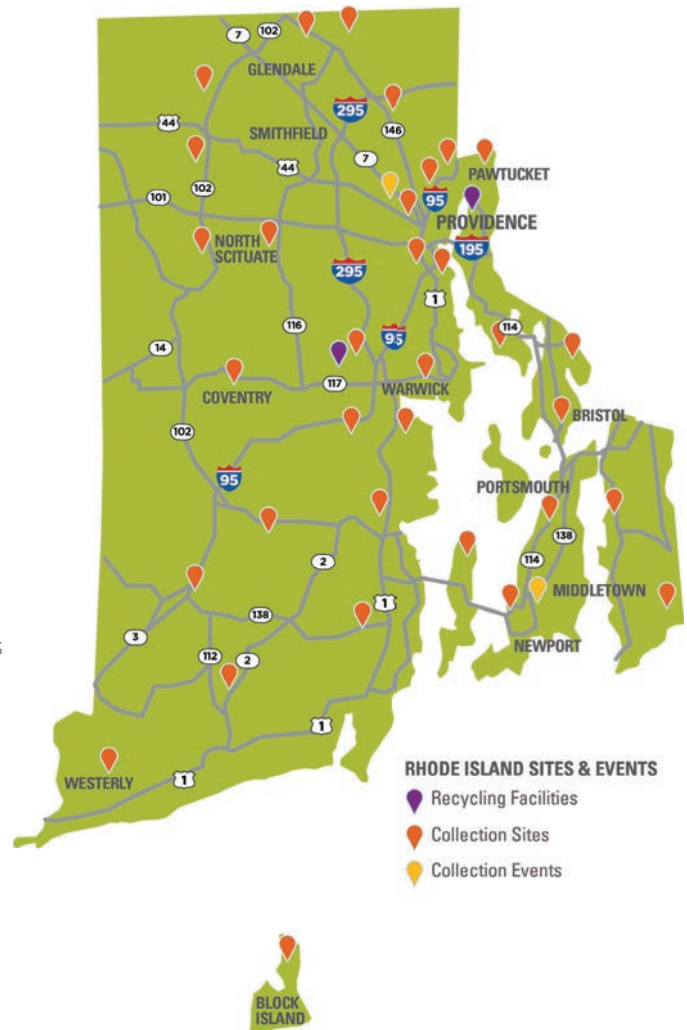 102
7
GLENDALE
295
44
SMITHFIELD
146
7
44
PAWTUCKET
102
95
101
PROVIDENCE
NORTH
SCITUATE
195
295
1
116
114
95
14
117
COVENTRY
WARWICK
102
BRISTOL
95
PORTSMOUTH
138
2
114
MIDDLETOWN
1
138
3
NEWPORT
S
112
2
1
WESTERLY
1
RHODE ISLAND SITES & EVENTS
Recycling Facilities
Collection Sites
Collection Events
BLOCK
ISLAND